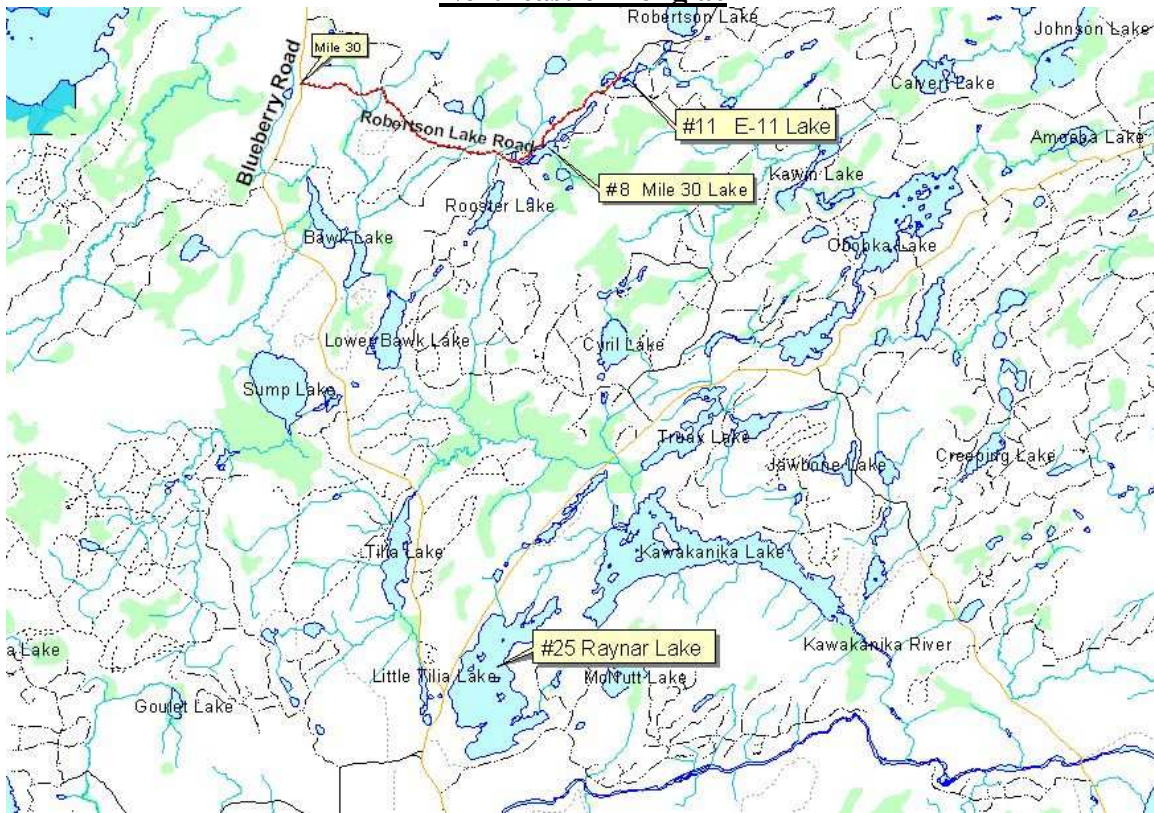 Robertson Lake
Johnson Lake
Mile 30
Calvert Lake
Blueberry Road
Robertson Lake Road
#11 E-11 Lake
Amoeba Lake
#8 Mile 30 Lake
Kawin Lake
Rooster Lake
Bawk Lake
Obobka Lake
Lower Bawk Lake
Cyril Lake
Sump Lake
Truax Lake
Jawbone Lake
Creeping Lake
Tilia Lake
Kawakanika Lake
#25 Raynar Lake
Kawakanika River
a Lake
Little Tilia Lake
McNutt Lake
Goulet Lake